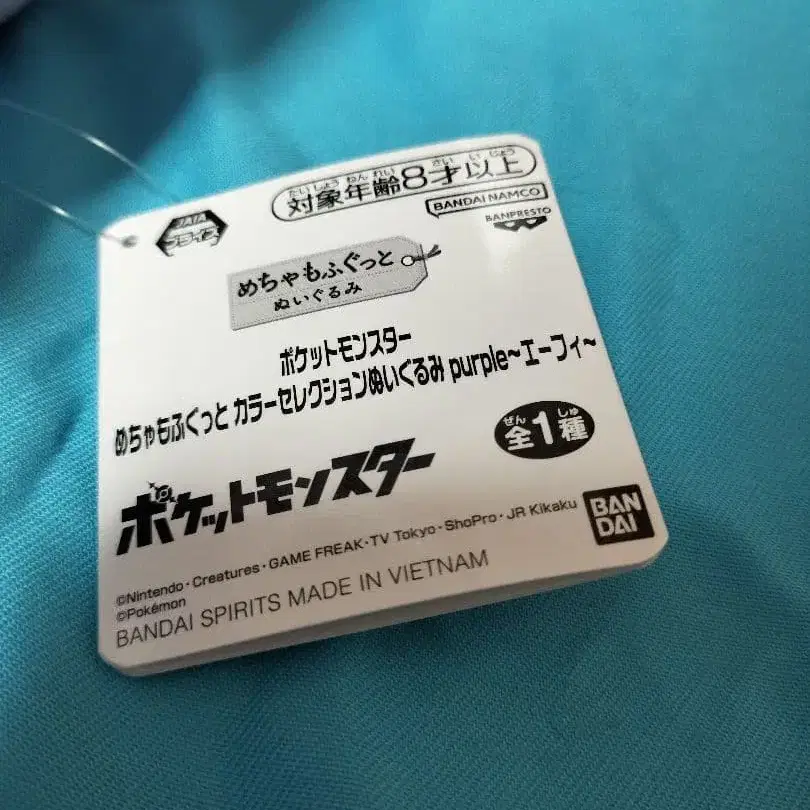 対象年齢8才以上
たいしょうねんれい さいいじょう
JAIA
プライズ
BANDAI NAMCO
BANPRESTO
めちゃもふぐっと
ぬいぐるみ
ポケットモンスター
めちゃもふぐっと カラーセレクションぬいぐるみ purple~エーフィ~
ぜん しゅ
全1種
ポケットモンスター
BAN
DAI
©Nintendo・Creatures・GAME FREAK・TV Tokyo・ShoPro・JR Kikaku
©Pokémon
BANDAI SPIRITS MADE IN VIETNAM